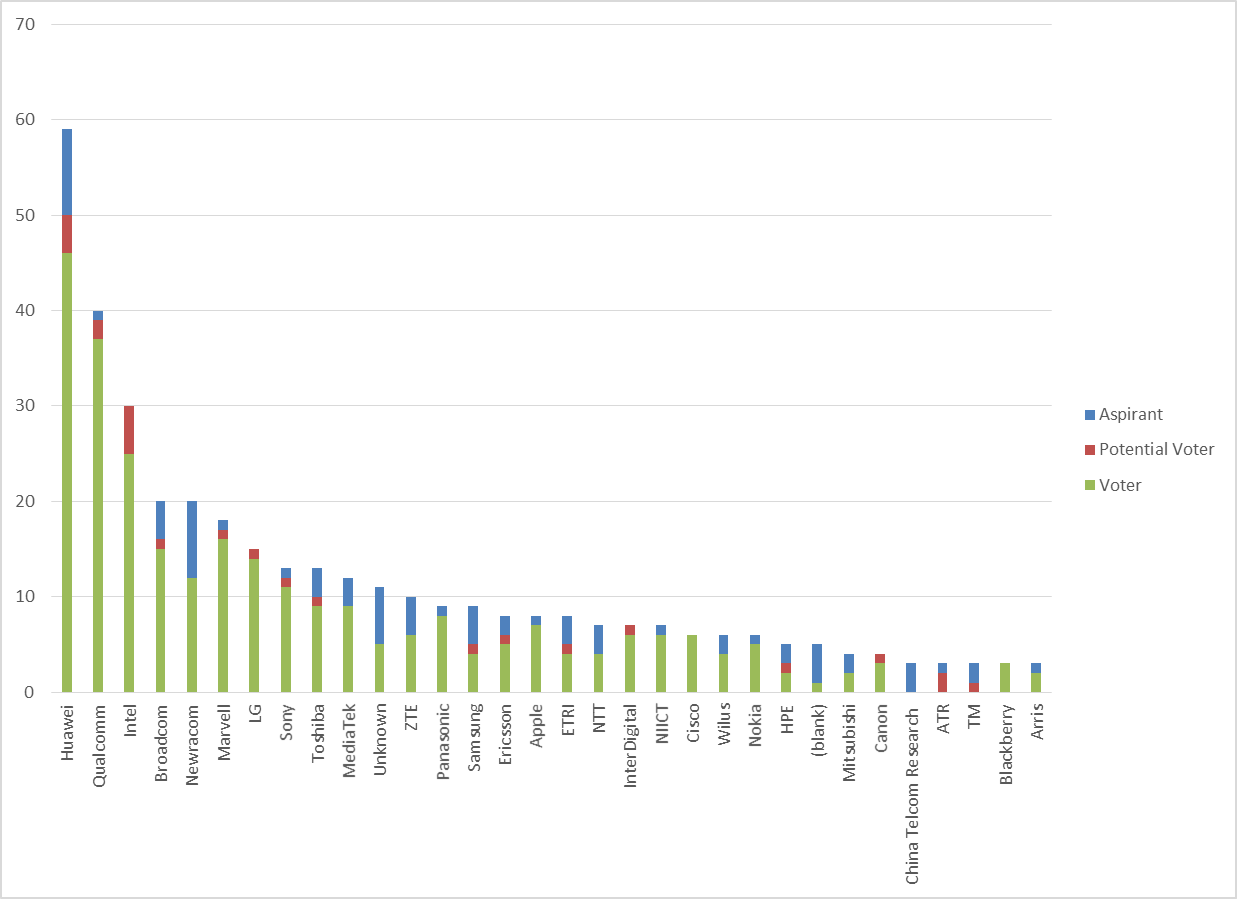 70
60
50
40
30
20
10
0
Huawei
Qualcomm
Intel
Broadcom
Newracom
Marvell
LG
Sony
Toshiba
MediaTek
Unknown
ZTE
Panasonic
Samsung
Ericsson
Apple
ETRI
NTT
InterDigital
NIICT
Cisco
Wilus
Nokia
HPE
(blank)
Mitsubishi
Canon
China Telcom Research
ATR
TM
Blackberry
Arris
Aspirant
Potential Voter
Voter